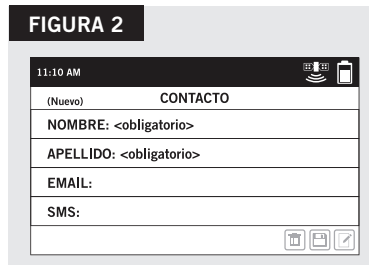 FIGURA 2
11:10 AM
(Nuevo) CONTACTO
NOMBRE: <obligatorio>
APELLIDO: <obligatorio>
EMAIL:
SMS: